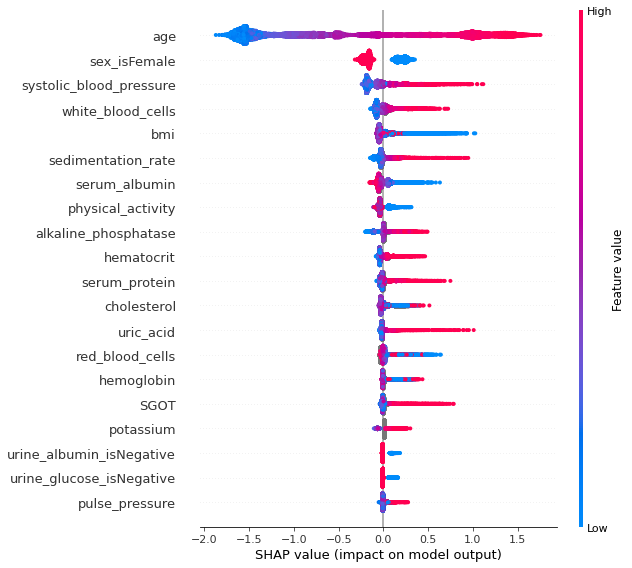 High
age
sex_isFemale
systolic_blood_pressure
white_blood_cells
bmi
sedimentation_rate
serum_albumin
physical_activity
alkaline_phosphatase
hematocrit
serum_protein
cholesterol
uric_acid
red_blood_cells
hemoglobin
SGOT
potassium
urine_albumin_isNegative
urine_glucose_isNegative
pulse_pressure
Feature value
Low
−2.0 −1.5 −1.0 −0.5 0.0 0.5 1.0 1.5
SHAP value (impact on model output)